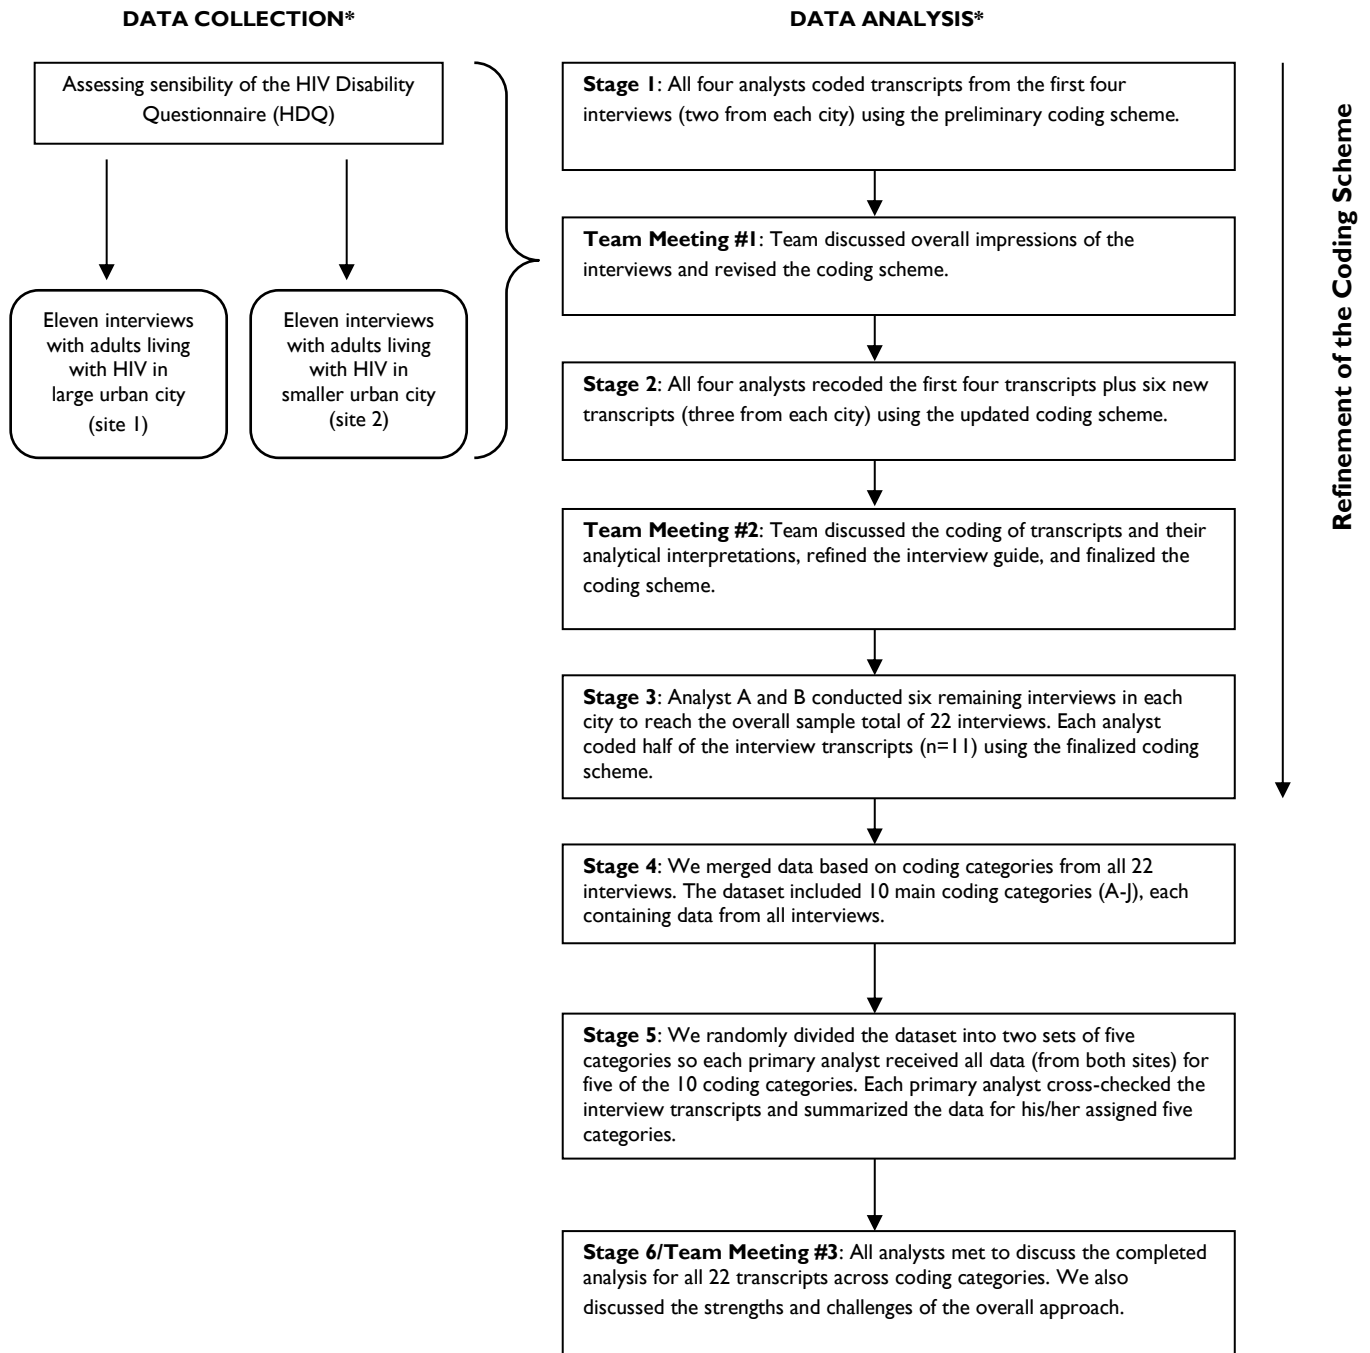 DATA COLLECTION*
Assessing sensibility of the HIV Disability
Questionnaire (HDQ)
Eleven interviews
with adults living
with HIV in
large urban city
(site 1)
Eleven interviews
with adults living
with HIV in
smaller urban city
(site 2)
DATA ANALYSIS*
Stage 1: All four analysts coded transcripts from the first four
interviews (two from each city) using the preliminary coding scheme.
Team Meeting #1: Team discussed overall impressions of the
interviews and revised the coding scheme.
Stage 2: All four analysts recoded the first four transcripts plus six new
transcripts (three from each city) using the updated coding scheme.
Team Meeting #2: Team discussed the coding of transcripts and their
analytical interpretations, refined the interview guide, and finalized the
coding scheme.
Stage 3: Analyst A and B conducted six remaining interviews in each
city to reach the overall sample total of 22 interviews. Each analyst
coded half of the interview transcripts (n=11) using the finalized coding
scheme.
Stage 4: We merged data based on coding categories from all 22
interviews. The dataset included 10 main coding categories (A-J), each
containing data from all interviews.
Stage 5: We randomly divided the dataset into two sets of five
categories so each primary analyst received all data (from both sites) for
five of the 10 coding categories. Each primary analyst cross-checked the
interview transcripts and summarized the data for his/her assigned five
categories.
Stage 6/Team Meeting #3: All analysts met to discuss the completed
analysis for all 22 transcripts across coding categories. We also
discussed the strengths and challenges of the overall approach.
Refinement of the Coding Scheme